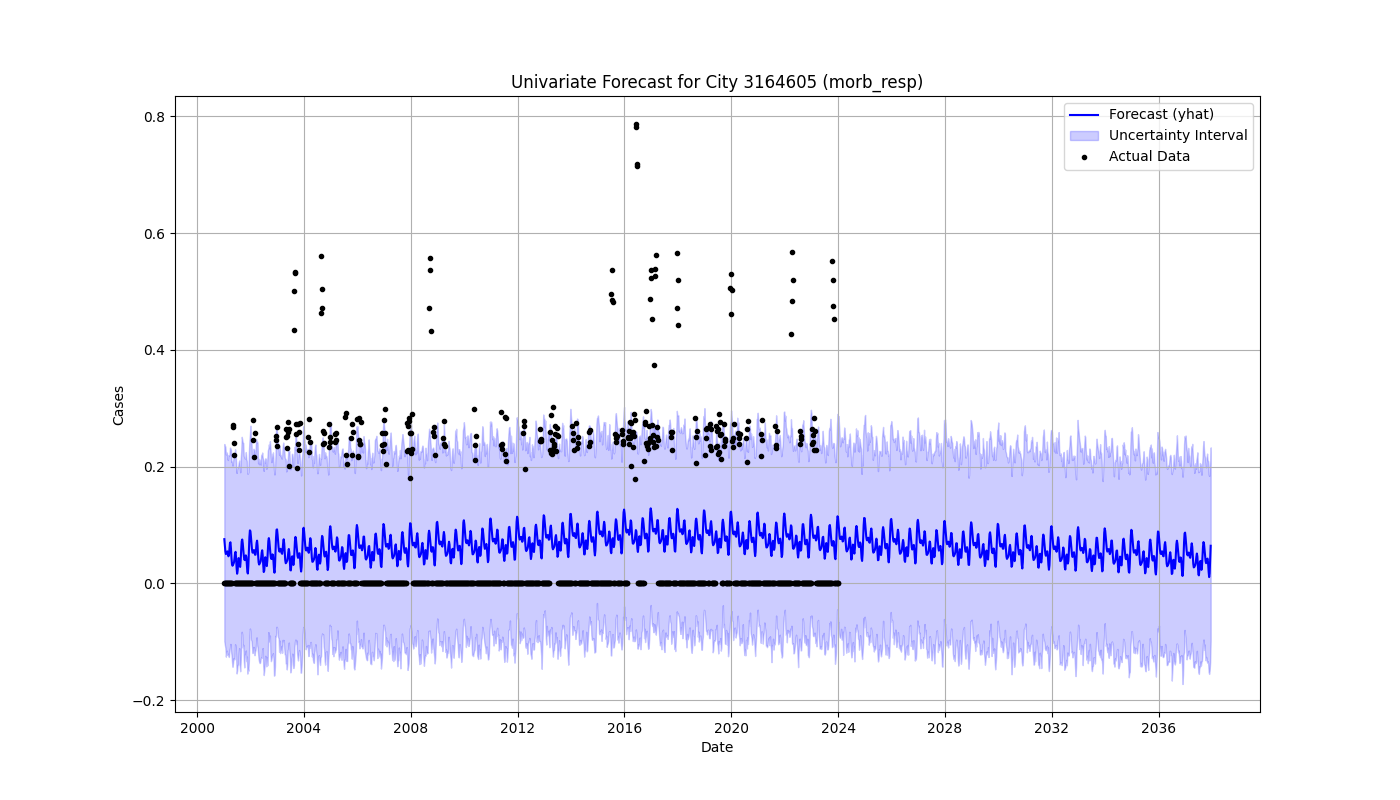 Univariate Forecast for City 3164605 (morb_resp)
Forecast (yhat)
Uncertainty Interval
Actual Data
Cases
0.8
0.6
0.4
0.2
0.0
−0.2
2000 2004 2008 2012 2016 2020 2024 2028 2032 2036
Date